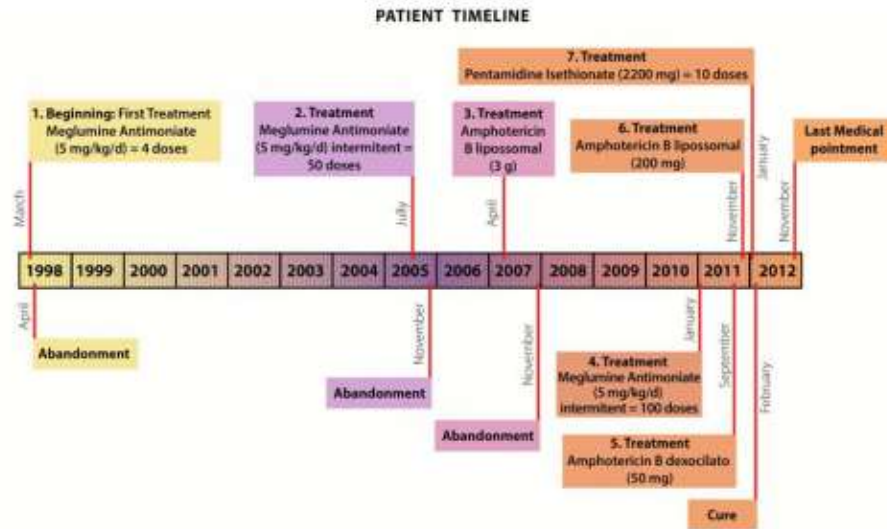 PATIENT TIMELINE
7. Treatment
Pentamidine Isethionate (2200 mg) = 10 doses
1. Beginning: First Treatment
Meglumine Antimoniate
(5 mg/kg/d) = 4 doses
2. Treatment
Meglumine Antimoniate
(5 mg/kg/d) intermitent =
50 doses
3. Treatment
Amphotericin
B lipossomal
(3 g)
6. Treatment
Amphotericin B lipossomal
(200 mg)
Last Medical
pointment
March
Jully
April
November
January
November
1998 1999 2000 2001 2002 2003 2004 2005 2006 2007 2008 2009 2010 2011 2012
April
November
November
January
September
February
Abandonment
Abandonment
Abandonment
4. Treatment
Meglumine Antimoniate
(5 mg/kg/d)
intermitent = 100 doses
5. Treatment
Amphotericin B dexocilato
(50 mg)
Cure